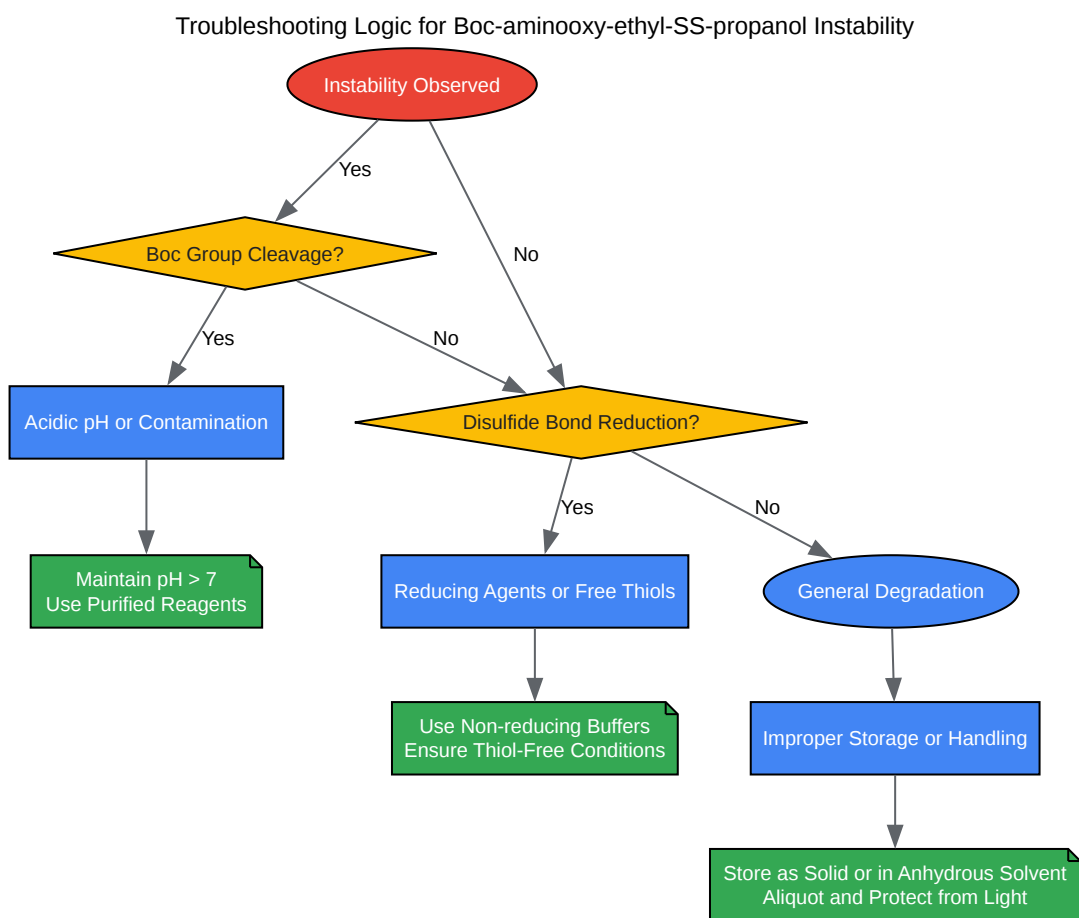 Troubleshooting Logic for Boc-aminooxy-ethyl-SS-propanol Instability
Instability Observed
Yes
No
Boc Group Cleavage?
Yes
No
Acidic pH or Contamination
Disulfide Bond Reduction?
Yes
No
Maintain pH > 7
Use Purified Reagents
Reducing Agents or Free Thiols
General Degradation
Use Non-reducing Buffers
Ensure Thiol-Free Conditions
Improper Storage or Handling
Store as Solid or in Anhydrous Solvent
Aliquot and Protect from Light